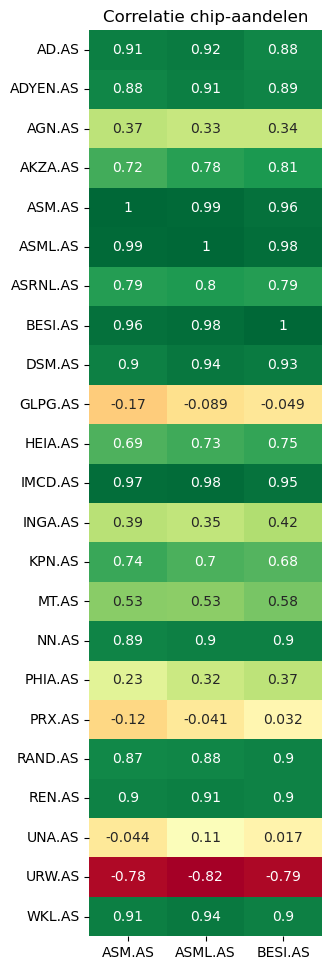 Correlatie chip-aandelen
AD.AS 0.91 0.92 0.88
ADYEN.AS 0.88 0.91 0.89
AGN.AS 0.37 0.33 0.34
AKZA.AS 0.72 0.78 0.81
ASM.AS 1 0.99 0.96
ASML.AS 0.99 1 0.98
ASRNL.AS 0.79 0.8 0.79
BESI.AS 0.96 0.98 1
DSM.AS 0.9 0.94 0.93
GLPG.AS -0.17 -0.089 -0.049
HEIA.AS 0.69 0.73 0.75
IMCD.AS 0.97 0.98 0.95
INGA.AS 0.39 0.35 0.42
KPN.AS 0.74 0.7 0.68
MT.AS 0.53 0.53 0.58
NN.AS 0.89 0.9 0.9
PHIA.AS 0.23 0.32 0.37
PRX.AS -0.12 -0.041 0.032
RAND.AS 0.87 0.88 0.9
REN.AS 0.9 0.91 0.9
UNA.AS -0.044 0.11 0.017
URW.AS -0.78 -0.82 -0.79
WKL.AS 0.91 0.94 0.9
ASM.AS ASML.AS BESI.AS